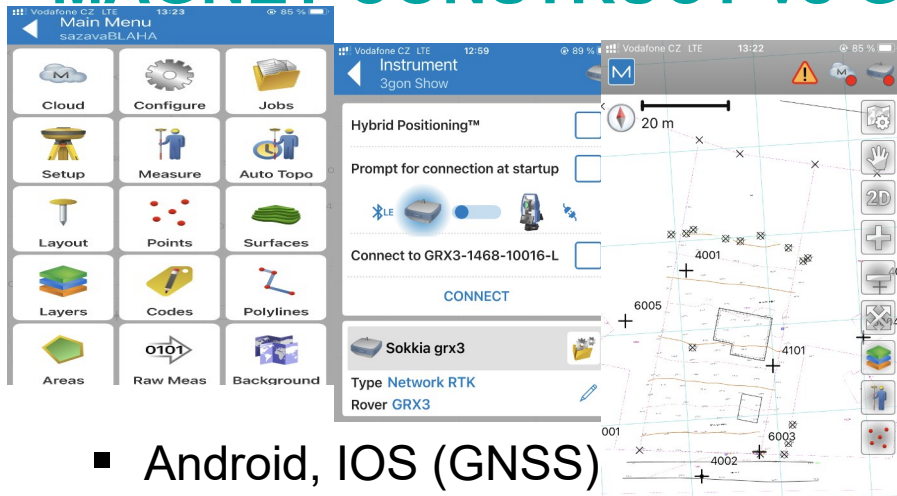 MAGNET CONSTRUCT vs
Vodafone CZ LTE 13:23 @ 85 %
Main Menu
sazavaBLAHA
Cloud Configure Jobs
Setup Measure Auto Topo
Layout Points Surfaces
Layers Codes Polylines
0101
Areas Raw Meas Background
Vodafone CZ LTE 12:59 @ 89 %
Instrument
3gon Show
Hybrid Positioning™
Prompt for connection at startup
LE
Connect to GRX3-1468-10016-L
CONNECT
Sokkia grx3
Type Network RTK
Rover GRX3
Vodafone CZ LTE 13:22 @ 85 %
M
M
20 m
2D
4001
6005
4101
001
6003
4002
▪ Android, IOS (GNSS)